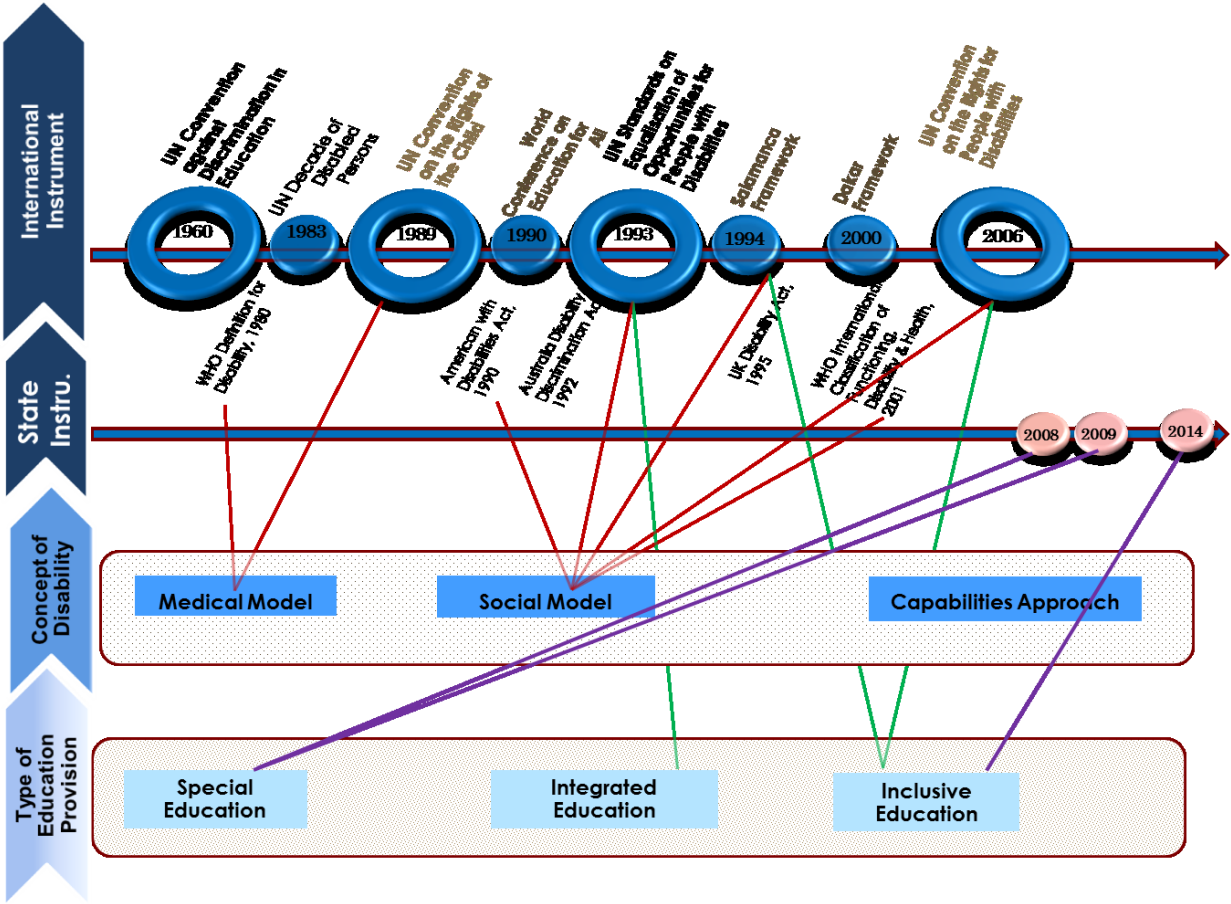 International
Instrument
State
Instru.
Concept of
Disability
Type of
Education
Provision
UN Convention
against
Discrimination in
Education
UN Decade of
Disabled
Persons
UN Convention
on the Rights of
the Child
World
Conference on
Education for
All
UN Standards on
Equalisation of
Opportunities for
People with
Disabilities
Salamanca
Framework
Dakar
framework
UN Convention
on the Rights for
People with
Disabilities
1960
1983
1989
1990
1993
1994
2000
2006
WHO Definition for
Disability, 1980
American with
Disabilities Act,
1990
Australia Disability
Discrimination Act,
1992
UK Disability Act,
1995
WHO International
Classification of
Functioning,
Disability & Health,
2001
2008
2009
2014
Medical Model
Social Model
Capabilities Approach
Special
Education
Integrated
Education
Inclusive
Education